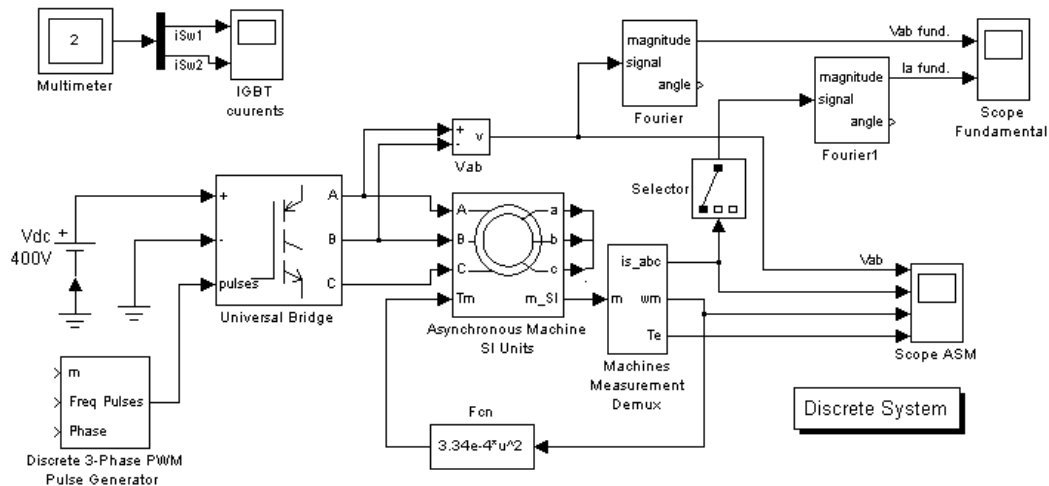 2
Multimeter
iSw1
iSw2
IGBT
cuurents
magnitude
signal
angle
Fourier
Vab fund.
magnitude
signal
angle
Fourier1
Ia fund.
Scope
Fundamental
+
-
v
Vab
Selector
Vdc
+
400V
+
-
pulses
A
B
C
Universal Bridge
A
B
C
Tm
a
b
c
m_SI
Asynchronous Machine
SI Units
m
is_abc
wm
Te
Machines
Measurement
Demux
Vab
Scope ASM
m
Freq Pulses
Phase
Discrete 3-Phase PWM
Pulse Generator
Fcn
3.34e-4*u^2
Discrete System